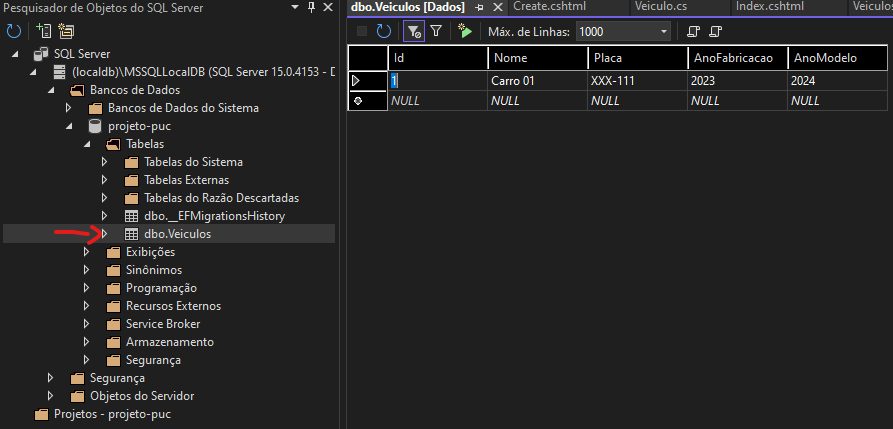 Pesquisador de Objetos do SQL Server
SQL Server
(localdb)\MSSQLLocalDB (SQL Server 15.0.4153 - D
Bancos de Dados
Bancos de Dados do Sistema
projeto-puc
Tabelas
Tabelas do Sistema
Tabelas Externas
Tabelas do Razão Descartadas
dbo.__EFMigrationsHistory
dbo.Veiculos
Exibições
Sinônimos
Programação
Recursos Externos
Service Broker
Armazenamento
Segurança
Segurança
Objetos do Servidor
Projetos - projeto-puc
dbo.Veiculos [Dados] Create.cshtml Veiculo.cs Index.cshtml Veiculos
Máx. de Linhas: 1000
Id Nome Placa AnoFabricacao AnoModelo
1 Carro 01 XXX-111 2023 2024
NULL NULL NULL NULL NULL